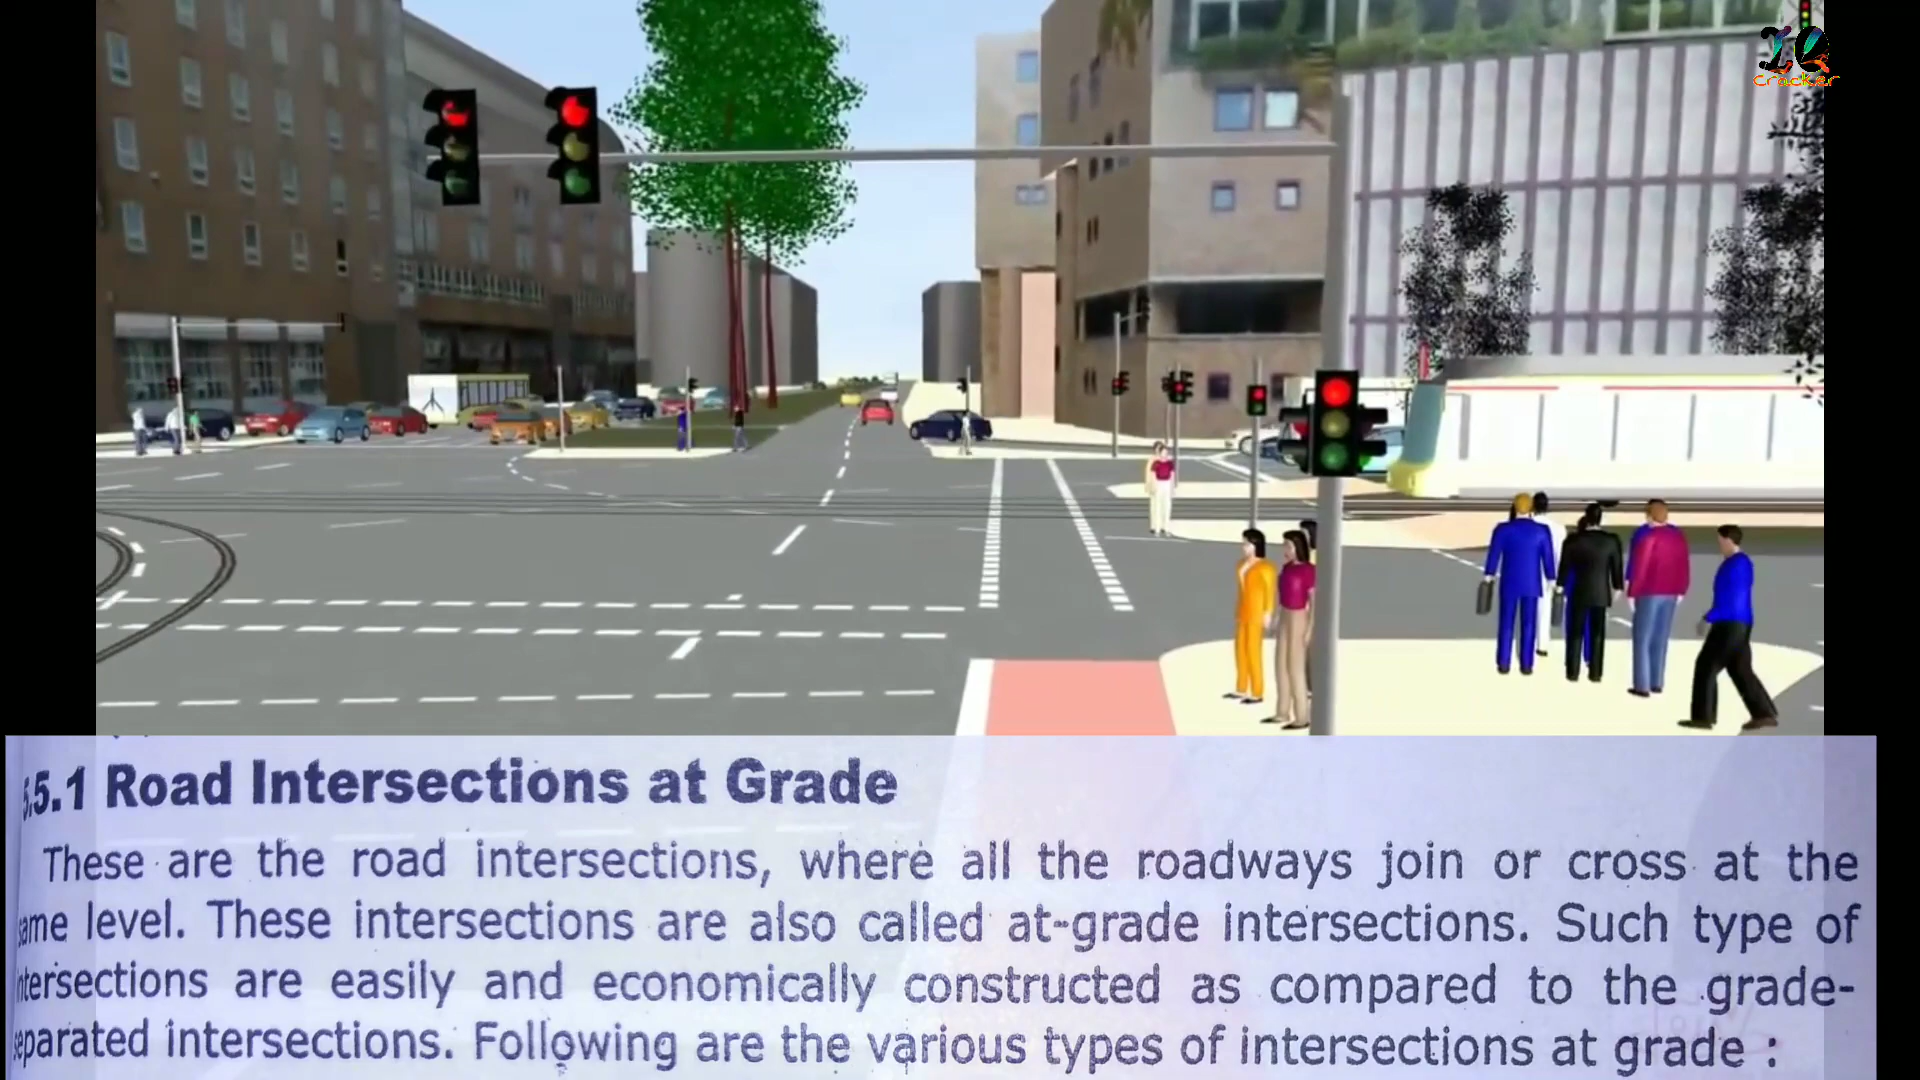 IQ
Cracker
5.5.1 Road Intersections at Grade
These are the road intersections, where all the roadways join or cross at the
same level. These intersections are also called at-grade intersections. Such type of
intersections are easily and economically constructed as compared to the grade-
separated intersections. Following are the various types of intersections at grade :